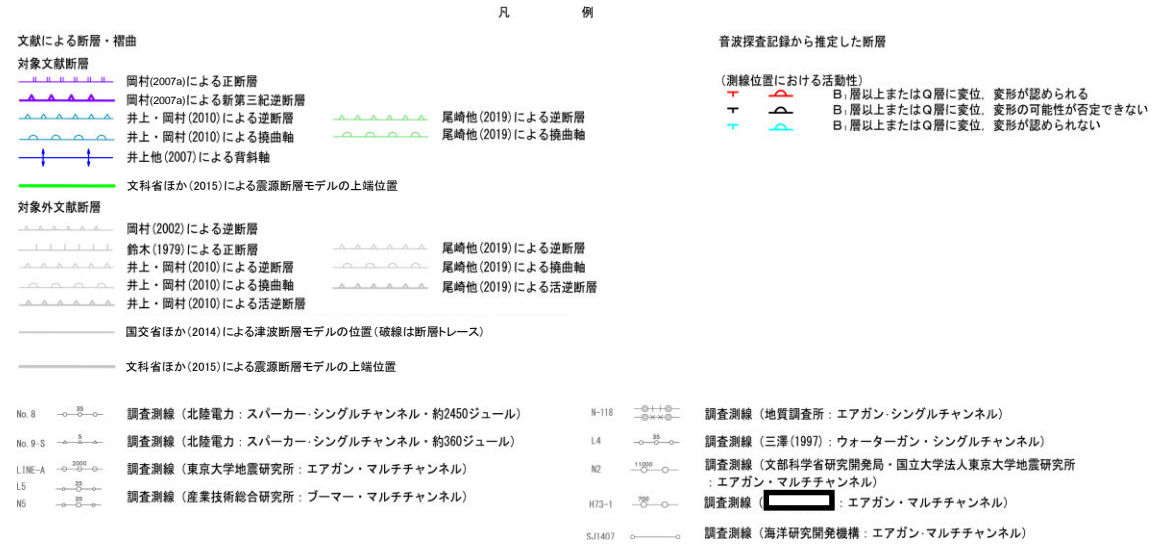 凡 例
文献による断層・褶曲
対象文献断層
岡村(2007a)による正断層
岡村(2007a)による新第三紀逆断層
井上・岡村(2010)による逆断層
井上・岡村(2010)による撓曲軸
井上他(2007)による背斜軸
尾崎他(2019)による逆断層
尾崎他(2019)による撓曲軸
文科省ほか(2015)による震源断層モデルの上端位置
対象外文献断層
岡村(2002)による逆断層
鈴木(1979)による正断層
井上・岡村(2010)による逆断層
井上・岡村(2010)による撓曲軸
井上・岡村(2010)による活逆断層
尾崎他(2019)による逆断層
尾崎他(2019)による撓曲軸
尾崎他(2019)による活逆断層
国交省ほか(2014)による津波断層モデルの位置(破線は断層トレース)
文科省ほか(2015)による震源断層モデルの上端位置
音波探査記録から推定した断層
(測線位置における活動性)
B₁層以上またはQ層に変位，変形が認められる
B₁層以上またはQ層に変位，変形の可能性が否定できない
B₁層以上またはQ層に変位，変形が認められない
No.8 35 調査測線（北陸電力：スパーカー・シングルチャンネル・約2450ジュール）
No.9・S 5 調査測線（北陸電力：スパーカー・シングルチャンネル・約360ジュール）
LINE-A 2000 調査測線（東京大学地震研究所：エアガン・マルチチャンネル）
L5 20
N5 20 調査測線（産業技術総合研究所：ブーマー・マルチチャンネル）
N-118 調査測線（地質調査所：エアガン・シングルチャンネル）
L4 35 調査測線（三澤(1997)：ウォーターガン・シングルチャンネル）
N2 11000 調査測線（文部科学省研究開発局・国立大学法人東京大学地震研究所
：エアガン・マルチチャンネル）
H73-1 700 調査測線（ ：エアガン・マルチチャンネル）
SJ1407 調査測線（海洋研究開発機構：エアガン・マルチチャンネル）